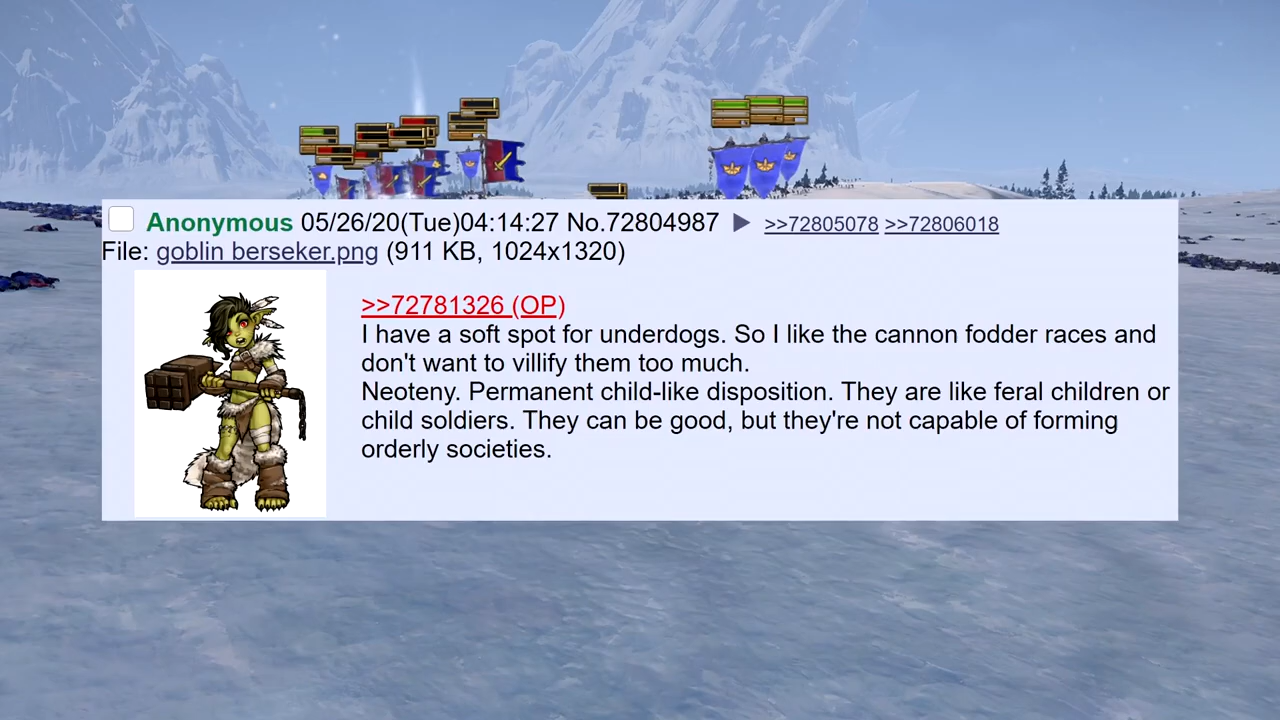 Anonymous 05/26/20(Tue)04:14:27 No.72804987 ▶ >>72805078 >>72806018
File: goblin berseker.png (911 KB, 1024x1320)
>>72781326 (OP)
I have a soft spot for underdogs. So I like the cannon fodder races and
don't want to villify them too much.
Neoteny. Permanent child-like disposition. They are like feral children or
child soldiers. They can be good, but they're not capable of forming
orderly societies.